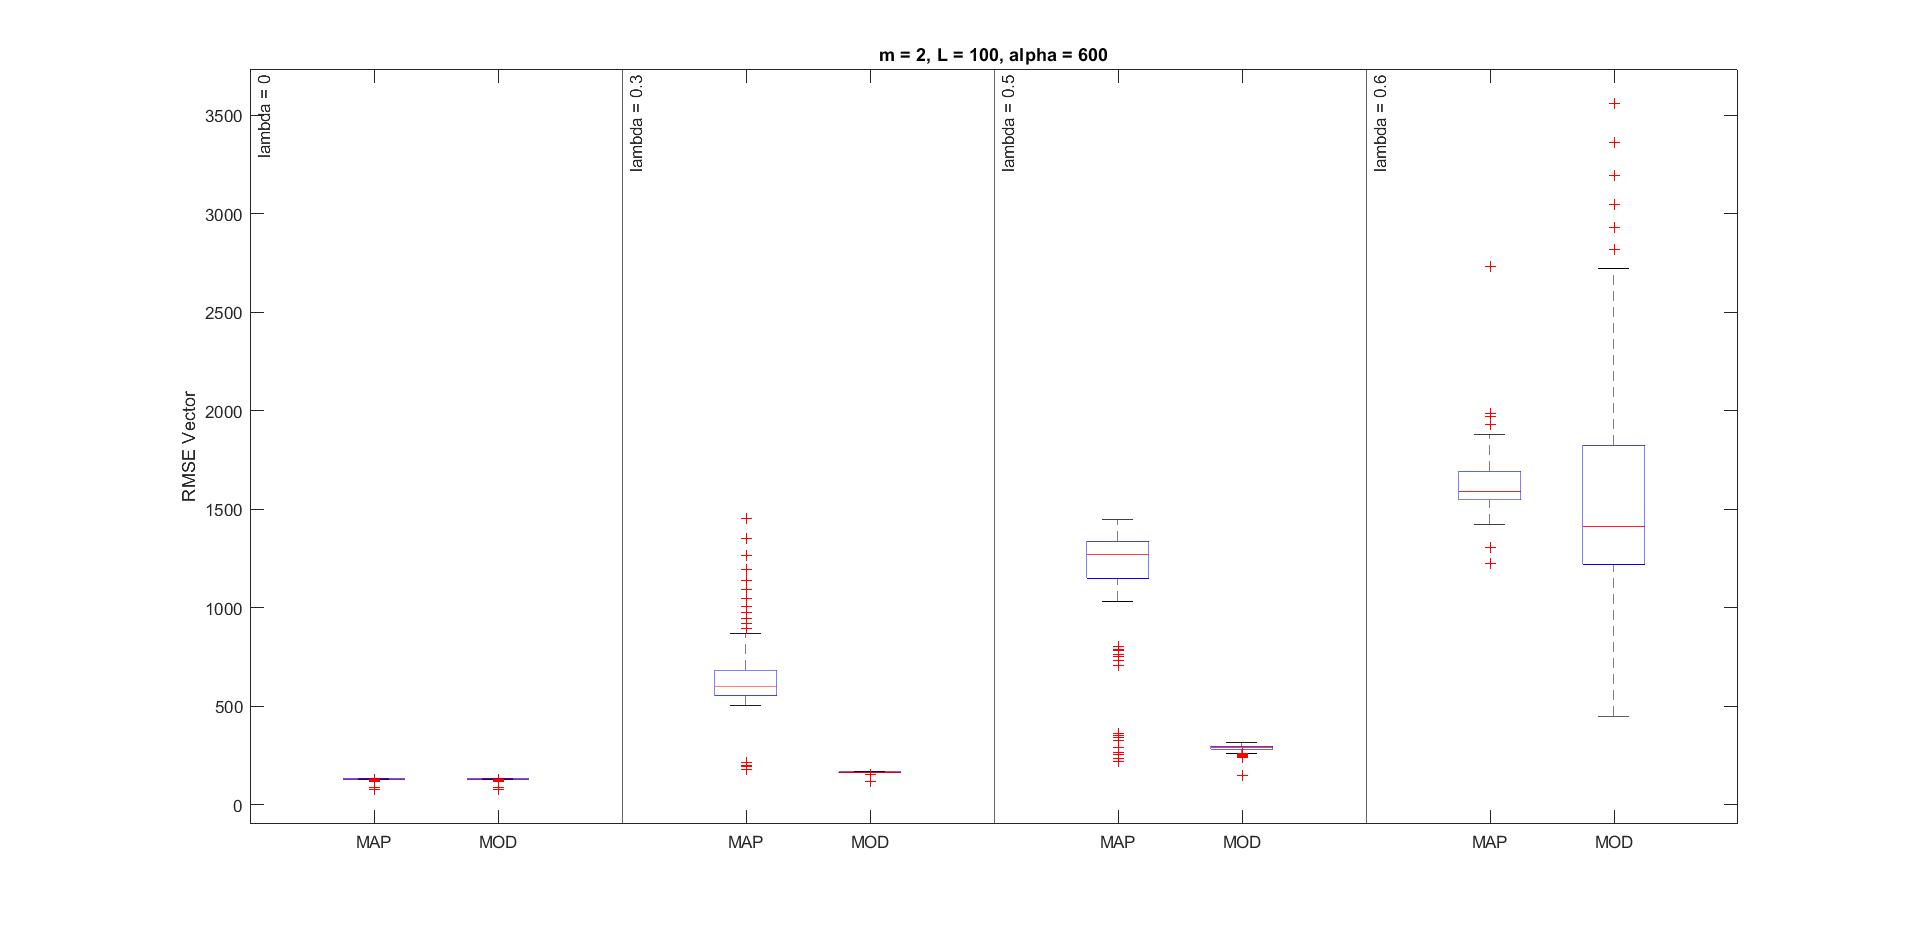 m = 2, L = 100, alpha = 600
lambda = 0
lambda = 0.3
lambda = 0.5
lambda = 0.6
RMSE Vector
3500
3000
2500
2000
1500
1000
500
0
MAP MOD MAP MOD MAP MOD MAP MOD